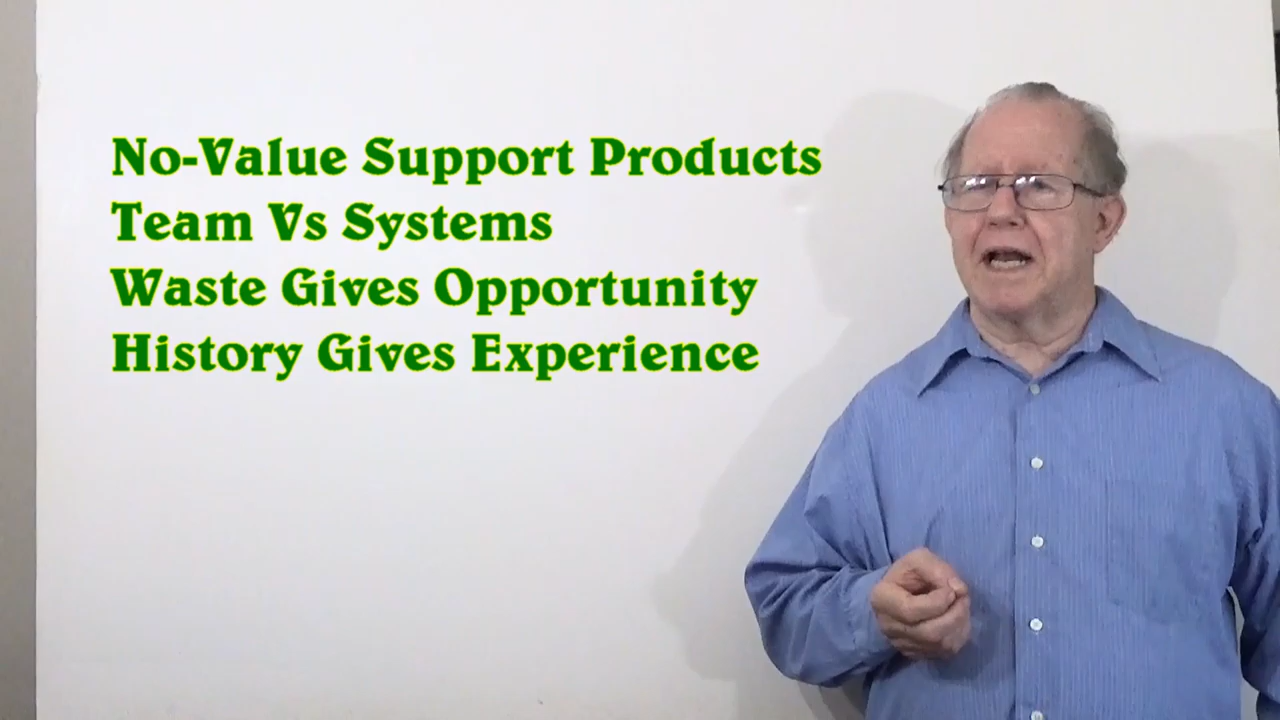 No-Value Support Products
Team Vs Systems
Waste Gives Opportunity
History Gives Experience